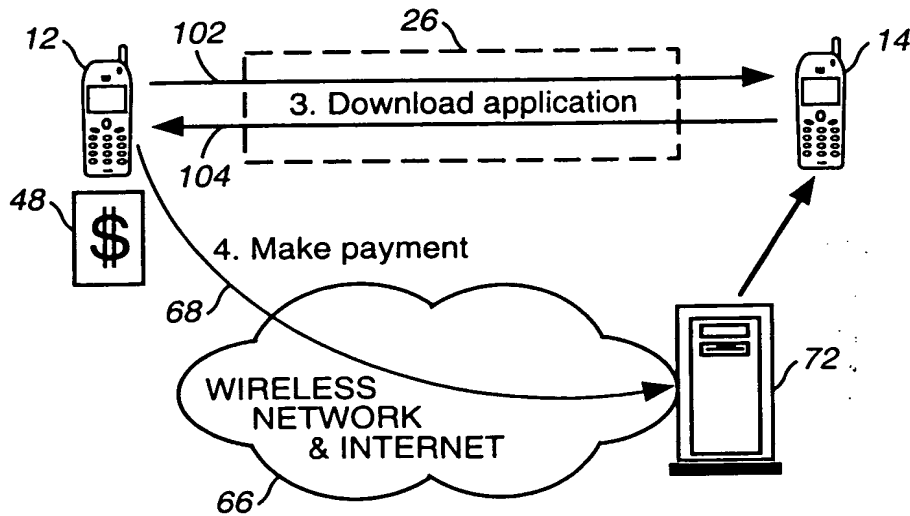 12
102
26
14
3. Download application
104
48
$
4. Make payment
68
72
WIRELESS
NETWORK
& INTERNET
66